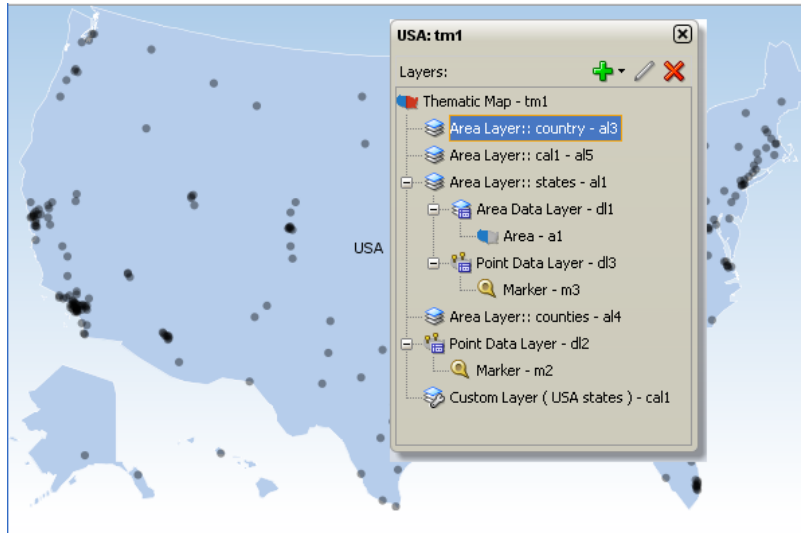 USA: tm1
Layers:
Thematic Map - tm1
Area Layer:: country - al3
Area Layer:: cal1 - al5
Area Layer:: states - al1
Area Data Layer - dl1
Area - a1
USA
Point Data Layer - dl3
Marker - m3
Area Layer:: counties - al4
Point Data Layer - dl2
Marker - m2
Custom Layer ( USA states ) - cal1